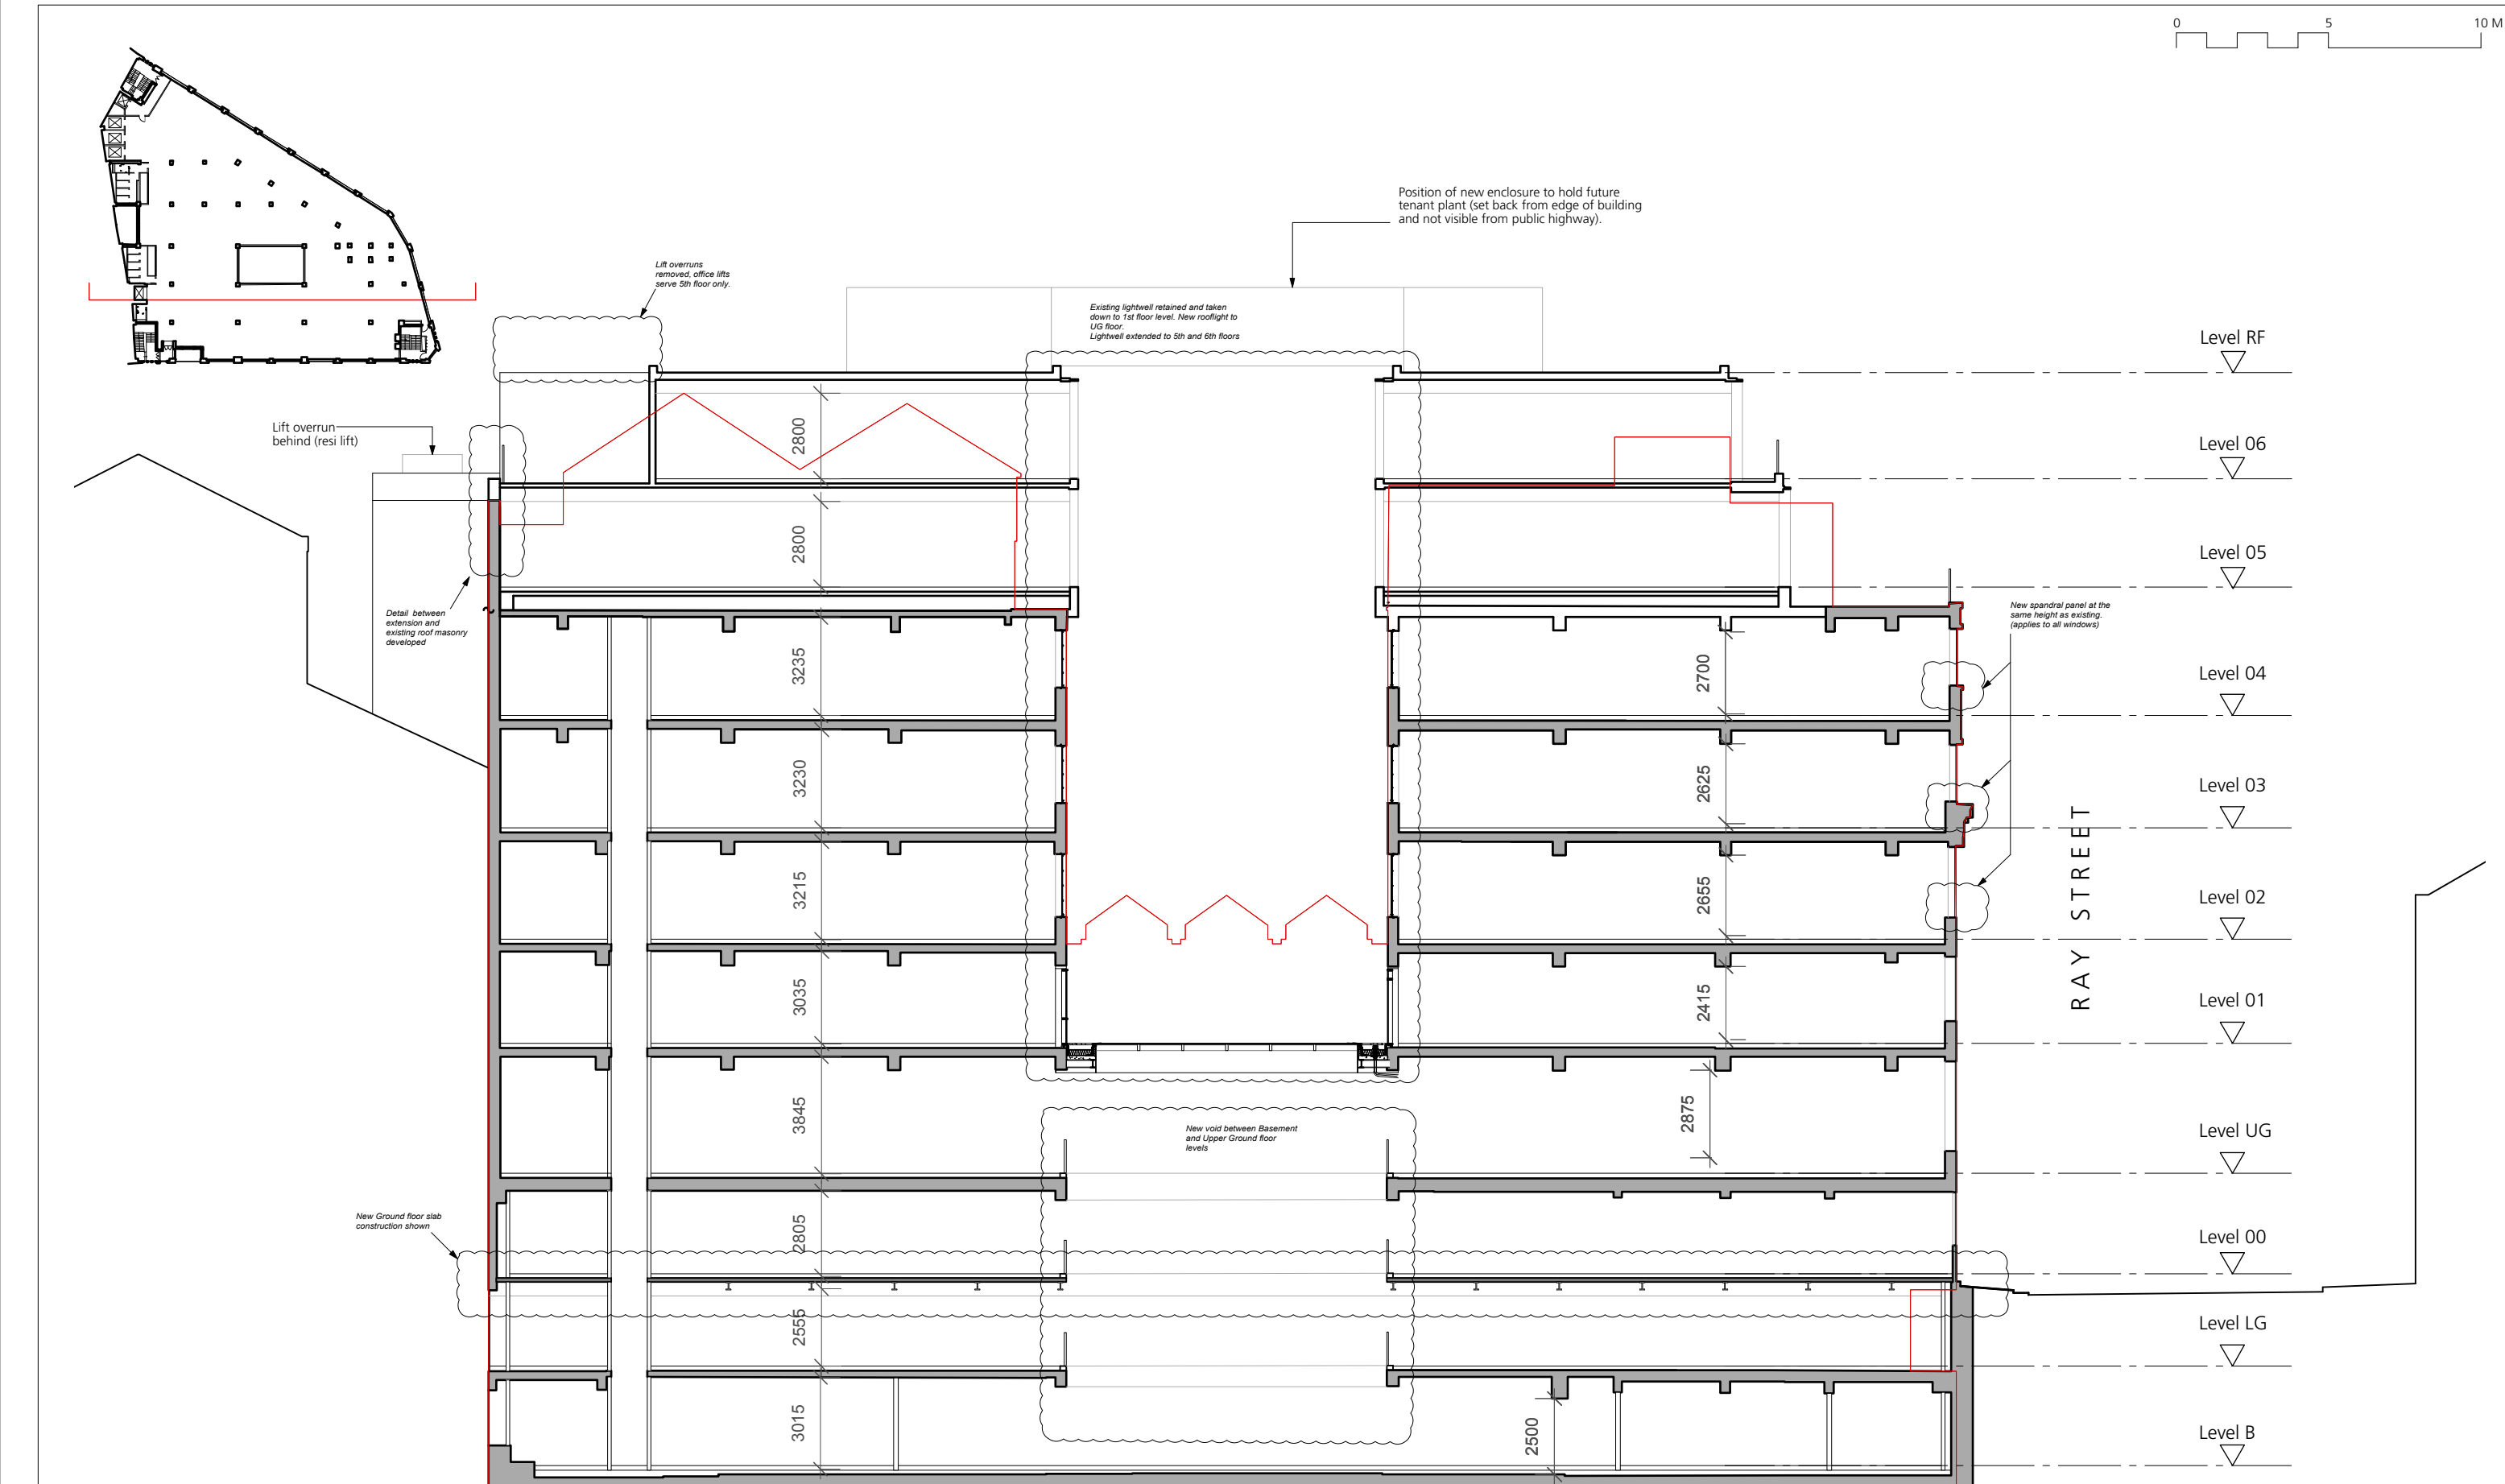 0 5 10 M
Position of new enclosure to hold future
tenant plant (set back from edge of building
and not visible from public highway).
Lift overruns
removed, office lifts
serve 5th floor only.
Existing lightwell retained and taken
down to 1st floor level. New rooflight to
UG floor.
Lightwell extended to 5th and 6th floors
Level RF
Lift overrun
behind (resi lift)
2800
Level 06
2800
Level 05
Detail between
extension and
existing roof masonry
developed
New spandral panel at the
same height as existing.
(applies to all windows)
3235
2700
Level 04
3230
2625
Level 03
RAY STREET
3215
2655
Level 02
3035
2415
Level 01
3845
2875
New void between Basement
and Upper Ground floor
levels
Level UG
New Ground floor slab
construction shown
2805
Level 00
2555
Level LG
3015
2500
Level B